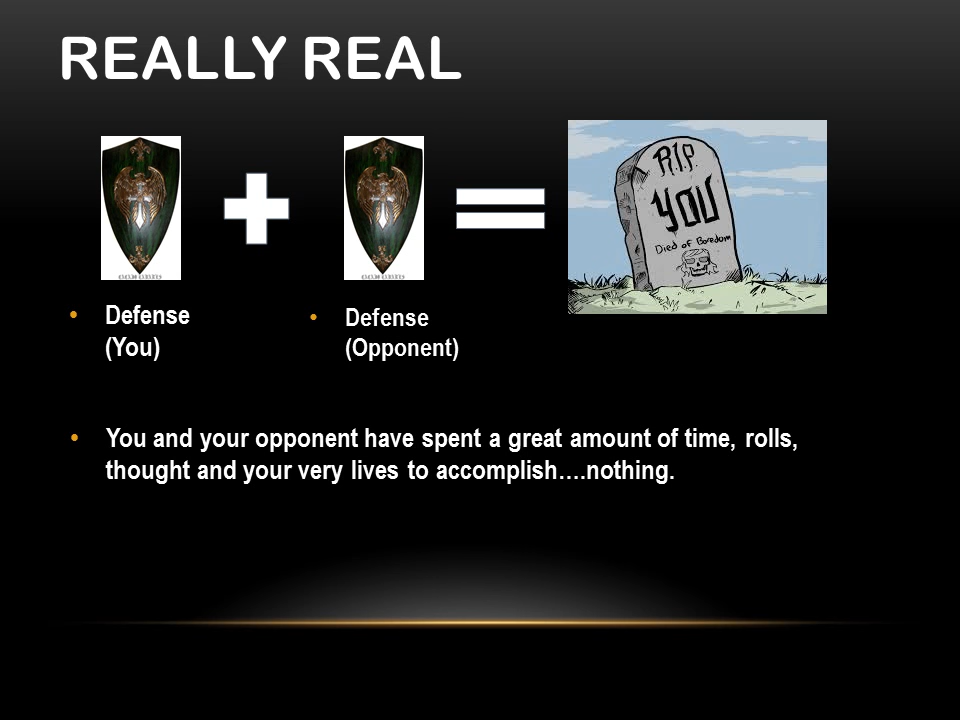 REALLY REAL
R.I.P.
YOU
Died of Boredom
• Defense
(You)
• Defense
(Opponent)
• You and your opponent have spent a great amount of time, rolls,
thought and your very lives to accomplish….nothing.